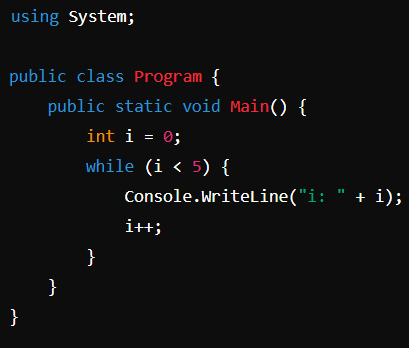 using System;

public class Program {
    public static void Main() {
        int i = 0;
        while (i < 5) {
            Console.WriteLine("i: " + i);
            i++;
        }
    }
}